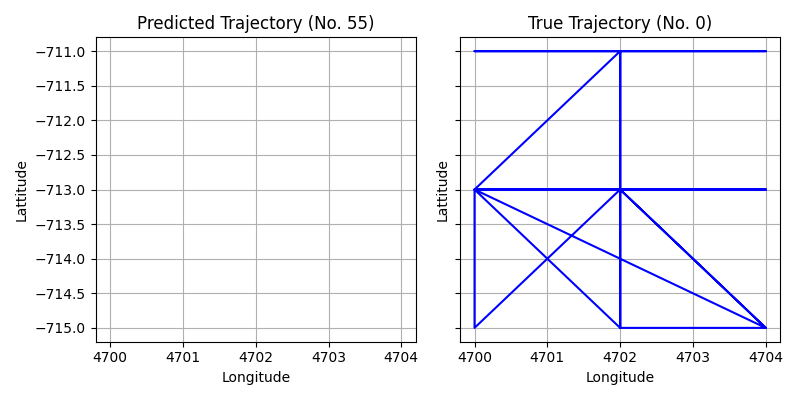 Predicted Trajectory (No. 55)
−711.0
−711.5
−712.0
−712.5
−713.0
−713.5
−714.0
−714.5
−715.0
Lattitude
4700 4701 4702 4703 4704
Longitude
True Trajectory (No. 0)
Lattitude
4700 4701 4702 4703 4704
Longitude